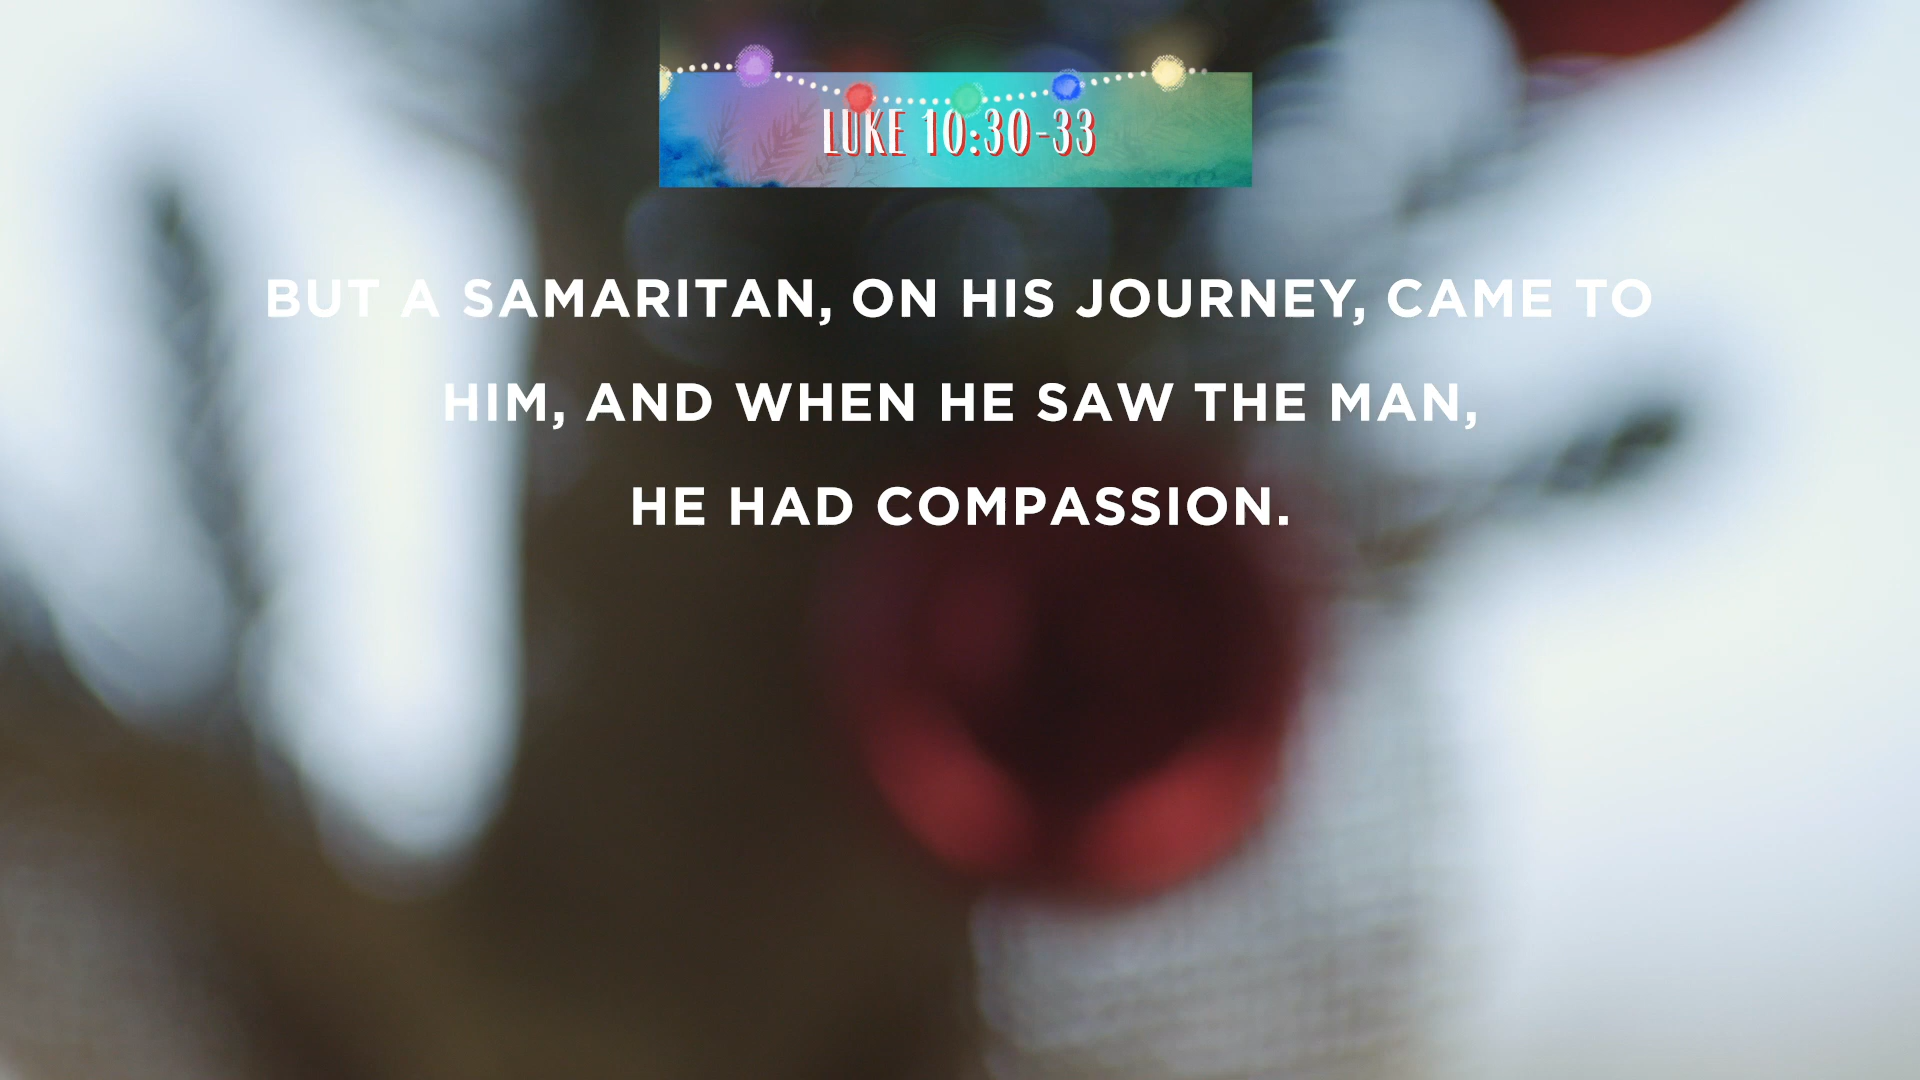 LUKE 10:30-33
BUT A SAMARITAN, ON HIS JOURNEY, CAME TO
HIM, AND WHEN HE SAW THE MAN,
HE HAD COMPASSION.